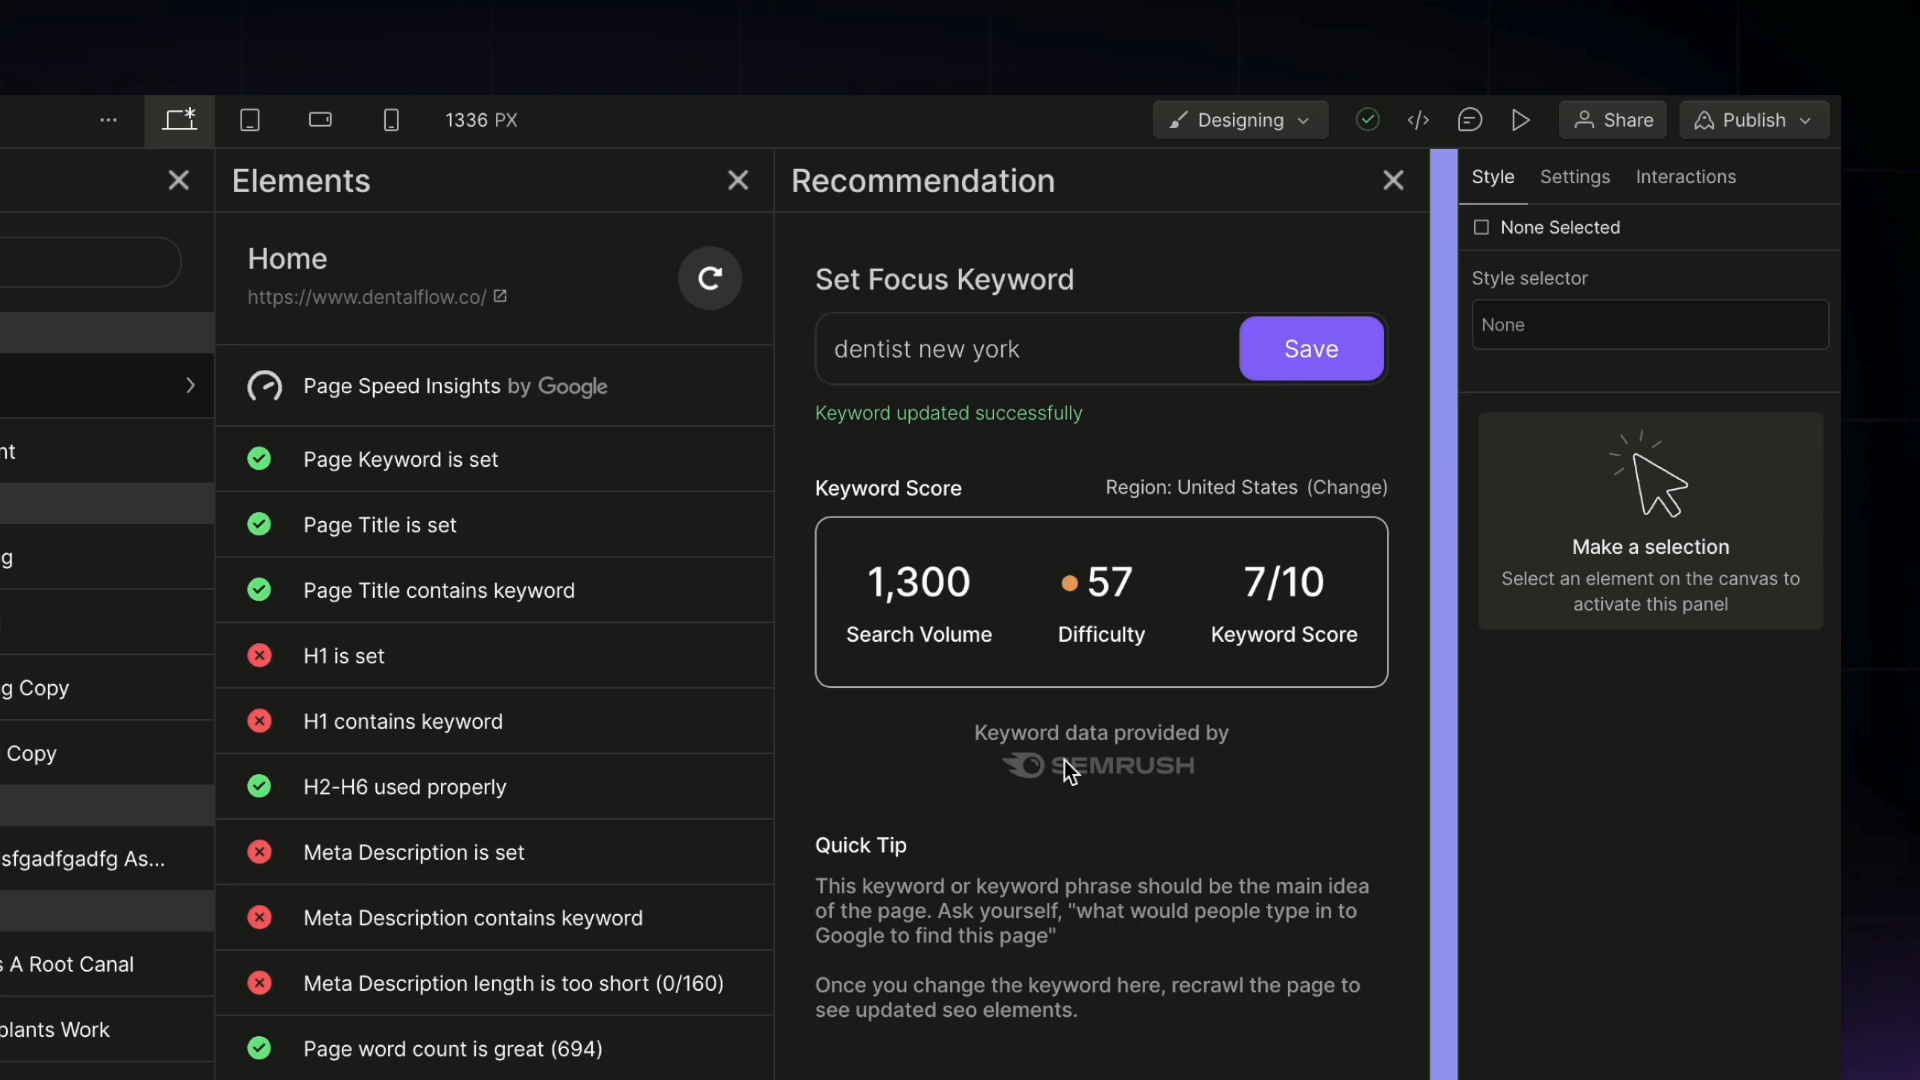 1336 PX
Designing
Share
Publish
Elements
Recommendation
Style
Settings
Interactions
None Selected
Home
https://www.dentalflow.co/
Set Focus Keyword
Style selector
dentist new york
Save
None
Page Speed Insights by Google
Keyword updated successfully
nt
Page Keyword is set
Keyword Score
Region: United States (Change)
Page Title is set
g
Page Title contains keyword
1,300
57
7/10
Search Volume
Difficulty
Keyword Score
Make a selection
Select an element on the canvas to
activate this panel
H1 is set
g Copy
H1 contains keyword
Copy
Keyword data provided by
SEMRUSH
H2-H6 used properly
Meta Description is set
Quick Tip
sfgadfgadfg As...
This keyword or keyword phrase should be the main idea
of the page. Ask yourself, "what would people type in to
Google to find this page"
Meta Description contains keyword
s A Root Canal
Meta Description length is too short (0/160)
Once you change the keyword here, recrawl the page to
see updated seo elements.
plants Work
Page word count is great (694)